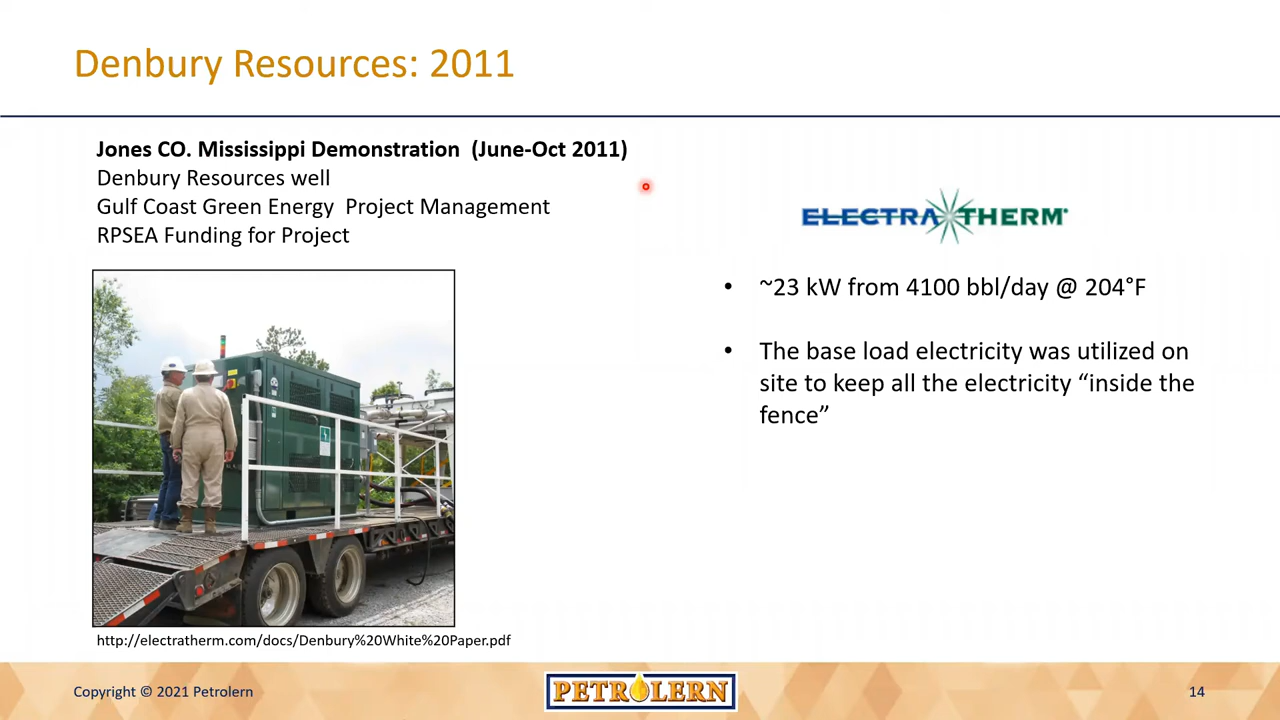 Denbury Resources: 2011
Jones CO. Mississippi Demonstration (June-Oct 2011)
Denbury Resources well
Gulf Coast Green Energy Project Management
RPSEA Funding for Project
http://electratherm.com/docs/Denbury%20White%20Paper.pdf
ELECTRATHERM
• ~23 kW from 4100 bbl/day @ 204°F
• The base load electricity was utilized on
site to keep all the electricity “inside the
fence”
Copyright © 2021 Petrolern
PETROLERN
14